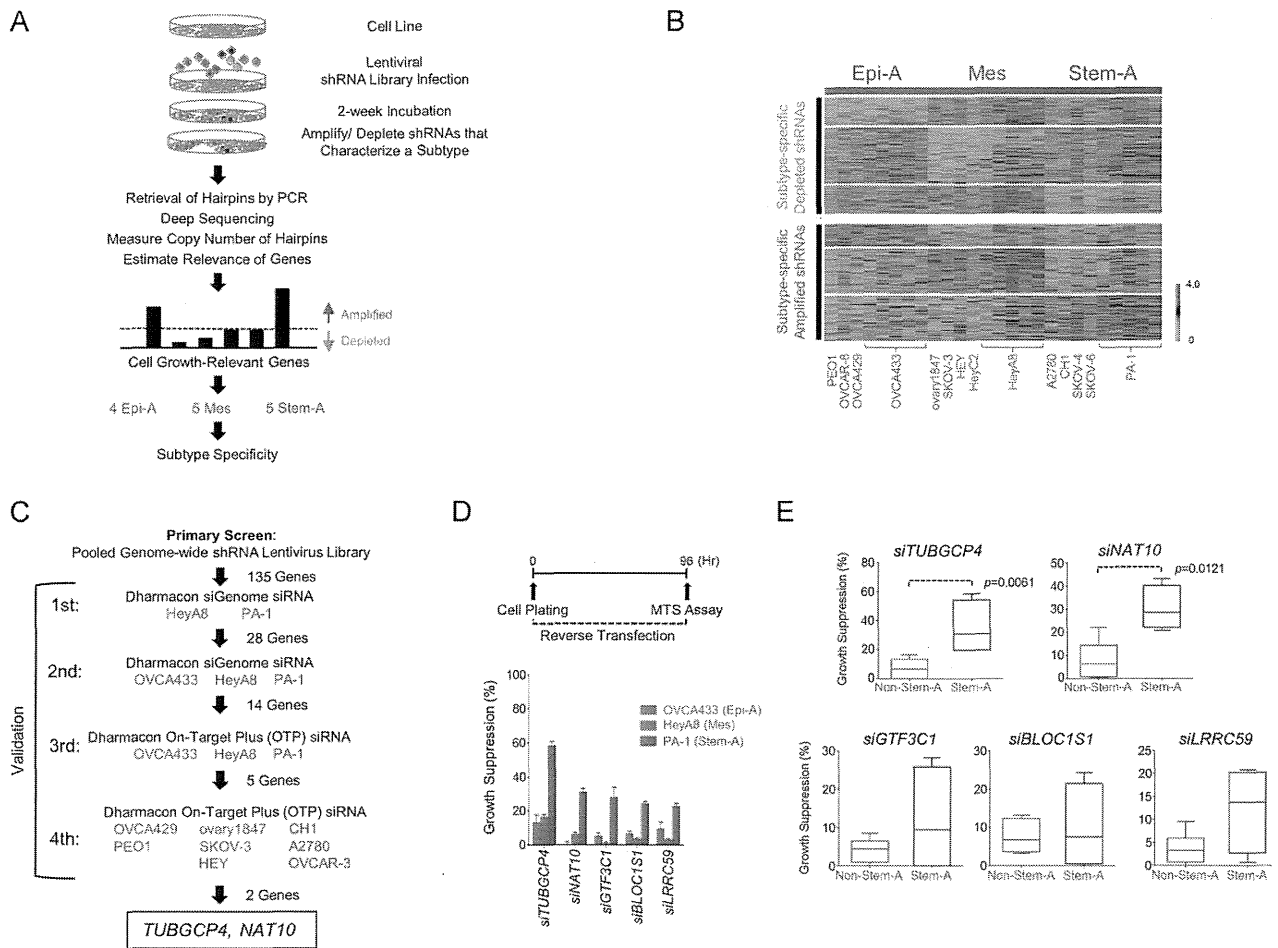 A
Cell Line
Lentiviral
shRNA Library Infection
2-week Incubation
Amplify/ Deplete shRNAs that
Characterize a Subtype
Retrieval of Hairpins by PCR
Deep Sequencing
Measure Copy Number of Hairpins
Estimate Relevance of Genes
Amplified
Depleted
Cell Growth-Relevant Genes
4 Epi-A 5 Mes 5 Stem-A
Subtype Specificity
B
Epi-A Mes Stem-A
Subtype-specific
Depleted shRNAs
Subtype-specific
Amplified shRNAs
4.0
0
PEO1
OVCAR-8
OVCA429
OVCA433
ovary1847
SKOV-3
HEY
HeyC2
HeyA8
A2780
CH1
SKOV-4
SKOV-6
PA-1
C
Primary Screen:
Pooled Genome-wide shRNA Lentivirus Library
135 Genes
Validation
1st: Dharmacon siGenome siRNA
HeyA8 PA-1
28 Genes
2nd: Dharmacon siGenome siRNA
OVCA433 HeyA8 PA-1
14 Genes
3rd: Dharmacon On-Target Plus (OTP) siRNA
OVCA433 HeyA8 PA-1
5 Genes
4th: Dharmacon On-Target Plus (OTP) siRNA
OVCA429 ovary1847 CH1
PEO1 SKOV-3 A2780
HEY OVCAR-3
2 Genes
TUBGCP4, NAT10
D
0 96 (Hr)
Cell Plating MTS Assay
Reverse Transfection
Growth Suppression (%)
100
80
60
40
20
0
OVCA433 (Epi-A)
HeyA8 (Mes)
PA-1 (Stem-A)
siTUBGCP4
siNAT10
siGTF3C1
siBLOC1S1
siLRRC59
E
siTUBGCP4
Growth Suppression (%)
80
60
40
20
0
p=0.0061
Non-Stem-A Stem-A
siNAT10
50
40
30
20
10
0
p=0.0121
Non-Stem-A Stem-A
siGTF3C1
Growth Suppression (%)
30
20
10
0
Non-Stem-A Stem-A
siBLOC1S1
30
20
10
0
Non-Stem-A Stem-A
siLRRC59
25
20
15
10
5
0
Non-Stem-A Stem-A